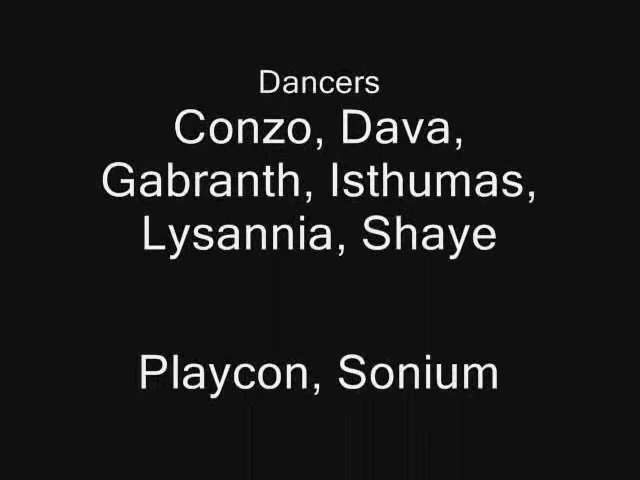 Dancers
Conzo, Dava,
Gabranth, Isthumas,
Lysannia, Shaye
Playcon, Sonium